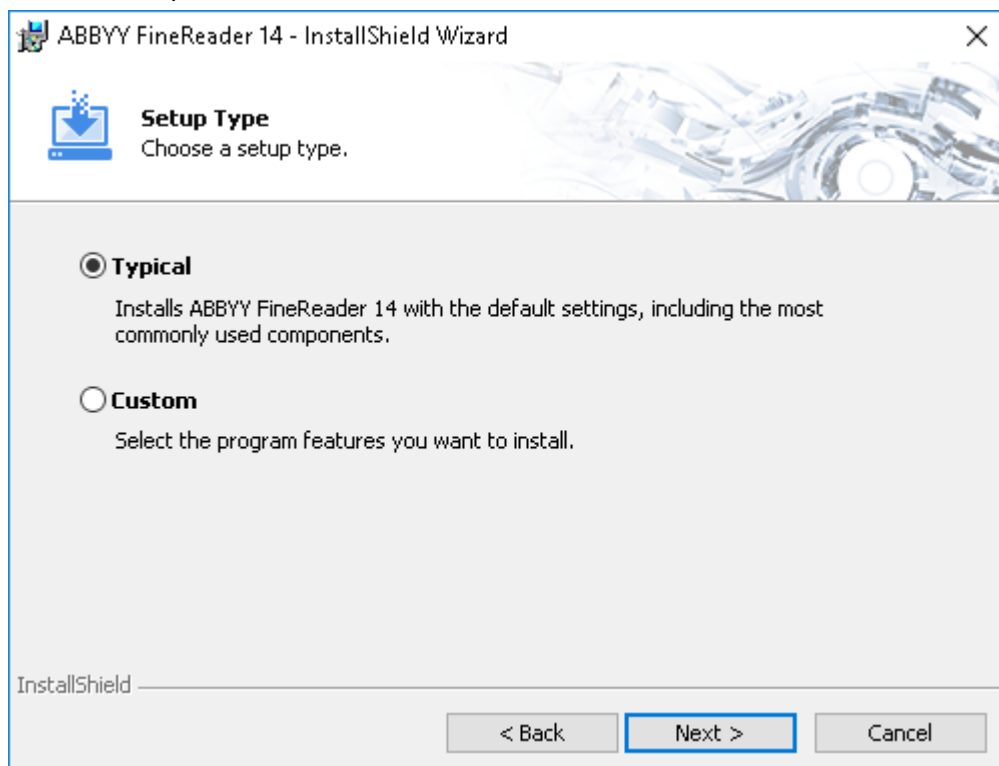 ABBYY FineReader 14 - InstallShield Wizard
Setup Type
Choose a setup type.
Typical
Installs ABBYY FineReader 14 with the default settings, including the most
commonly used components.
Custom
Select the program features you want to install.
InstallShield
< Back
Next >
Cancel